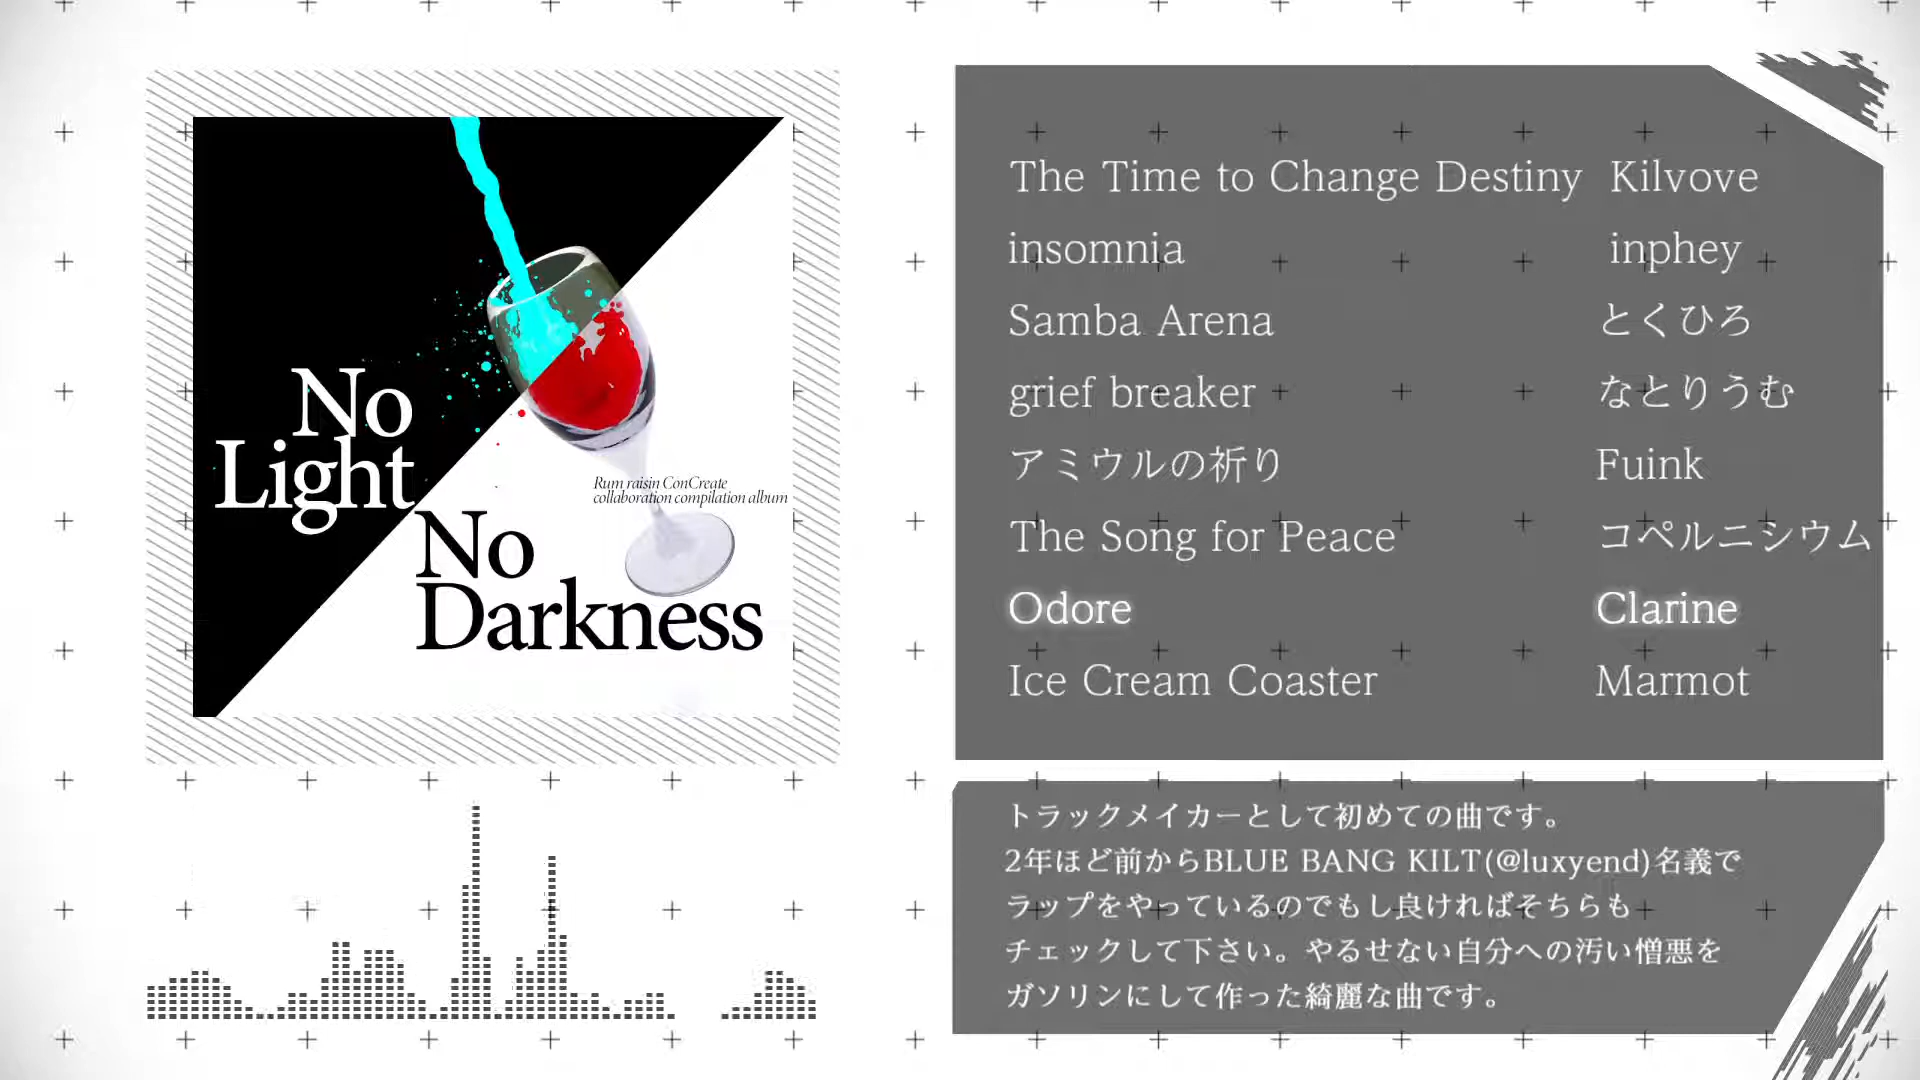 No
Light
No
Darkness
Rum raisin ConCreate
collaboration compilation album
The Time to Change Destiny Kilvove
insomnia inphey
Samba Arena とくひろ
grief breaker なとりうむ
アミウルの祈り Fuink
The Song for Peace コペルニシウム
Odore Clarine
Ice Cream Coaster Marmot
トラックメイカーとして初めての曲です。
2年ほど前からBLUE BANG KILT(@luxyend)名義で
ラップをやっているのでもし良ければそちらも
チェックして下さい。やるせない自分への汚い憎悪を
ガソリンにして作った綺麗な曲です。